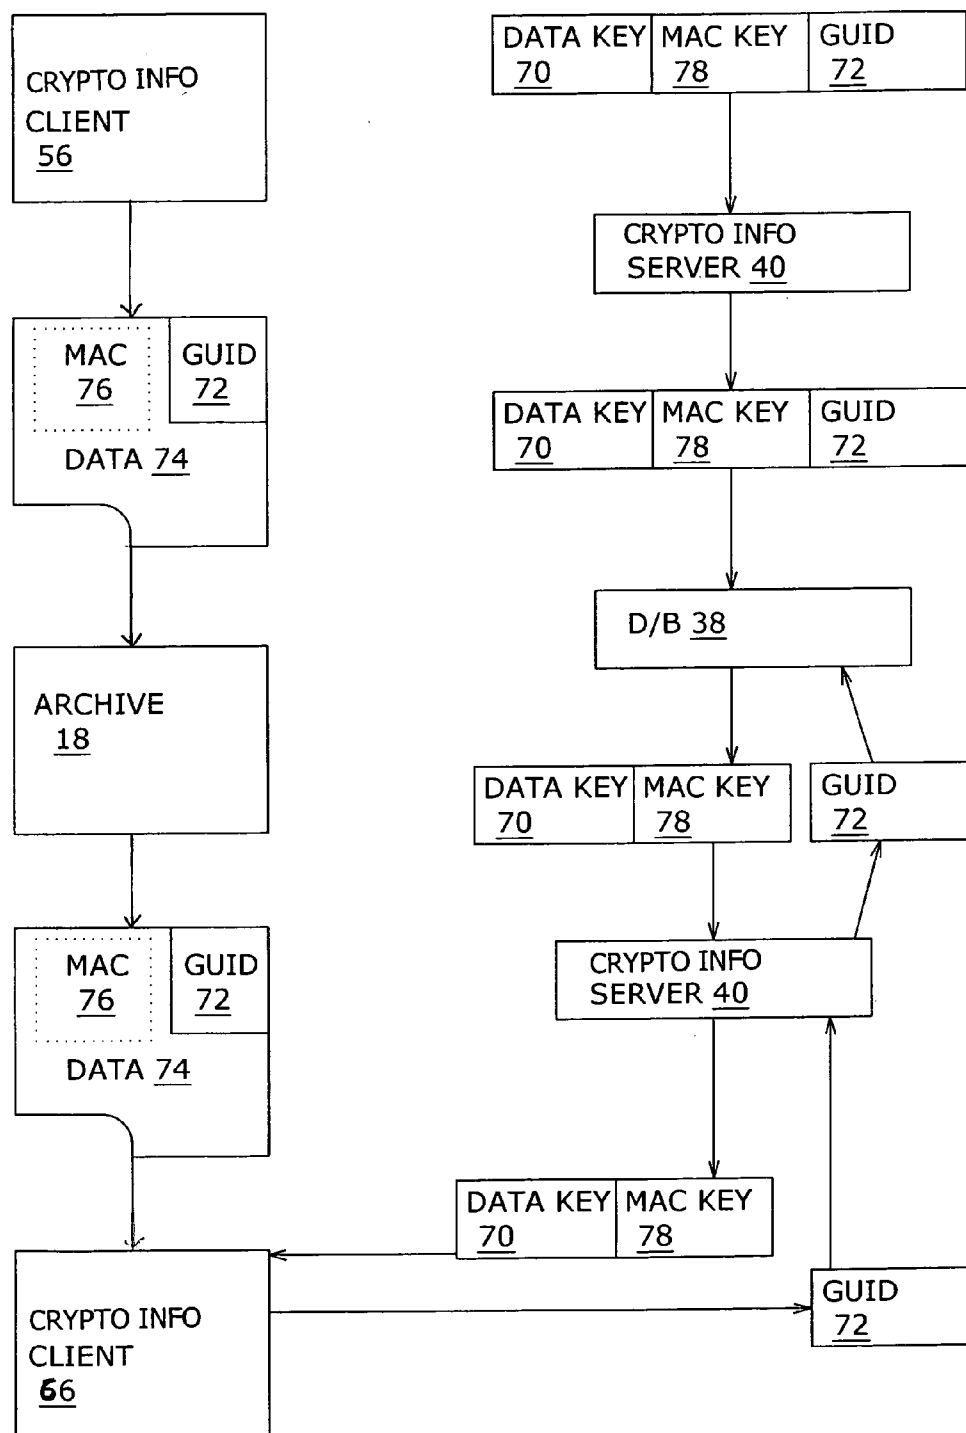 CRYPTO INFO
CLIENT
56
MAC
76
GUID
72
DATA 74
ARCHIVE
18
MAC
76
GUID
72
DATA 74
CRYPTO INFO
CLIENT
66
DATA KEY
70
MAC KEY
78
GUID
72
CRYPTO INFO
SERVER 40
DATA KEY
70
MAC KEY
78
GUID
72
D/B 38
DATA KEY
70
MAC KEY
78
GUID
72
CRYPTO INFO
SERVER 40
DATA KEY
70
MAC KEY
78
GUID
72